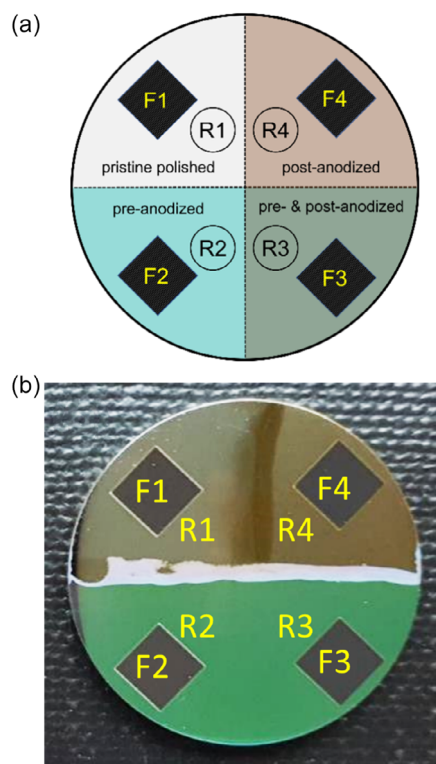 (a)
F1
F4
R1
R4
pristine polished
post-anodized
pre-anodized
pre- & post-anodized
R2
R3
F2
F3
(b)
F1
F4
R1
R4
R2
R3
F2
F3